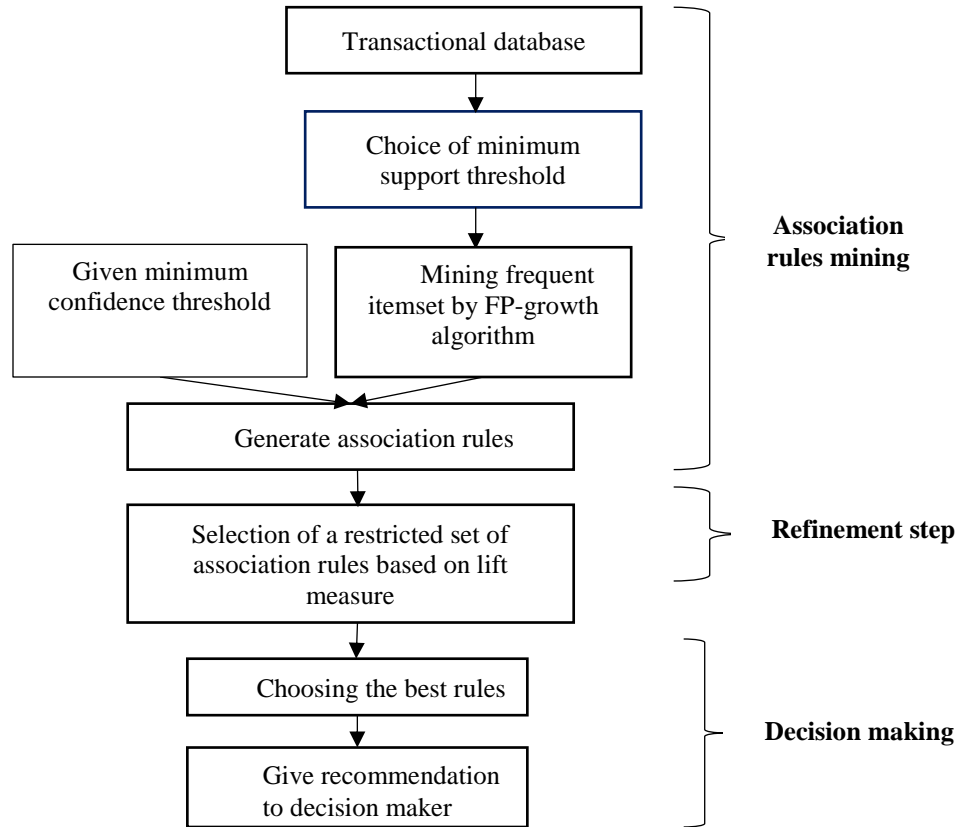 Transactional database
Choice of minimum
support threshold
Association
rules mining
Given minimum
confidence threshold
Mining frequent
itemset by FP-growth
algorithm
Generate association rules
Selection of a restricted set of
association rules based on lift
measure
Refinement step
Choosing the best rules
Decision making
Give recommendation
to decision maker